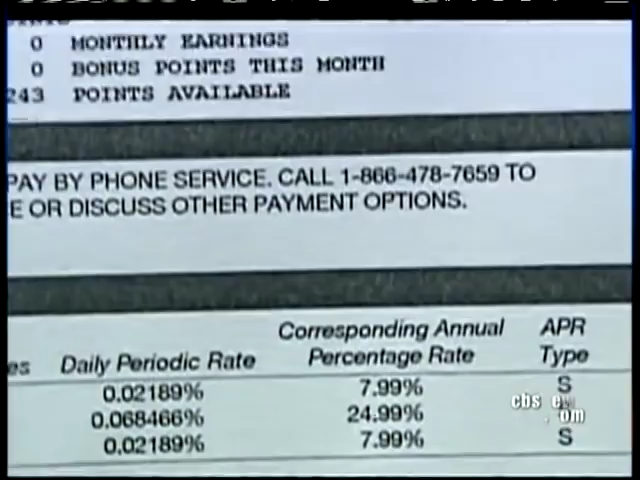 0 MONTHLY EARNINGS
0 BONUS POINTS THIS MONTH
243 POINTS AVAILABLE
PAY BY PHONE SERVICE. CALL 1-866-478-7659 TO
E OR DISCUSS OTHER PAYMENT OPTIONS.
Corresponding Annual APR
es Daily Periodic Rate Percentage Rate Type
0.02189% 7.99% S
0.068466% 24.99%
0.02189% 7.99% S